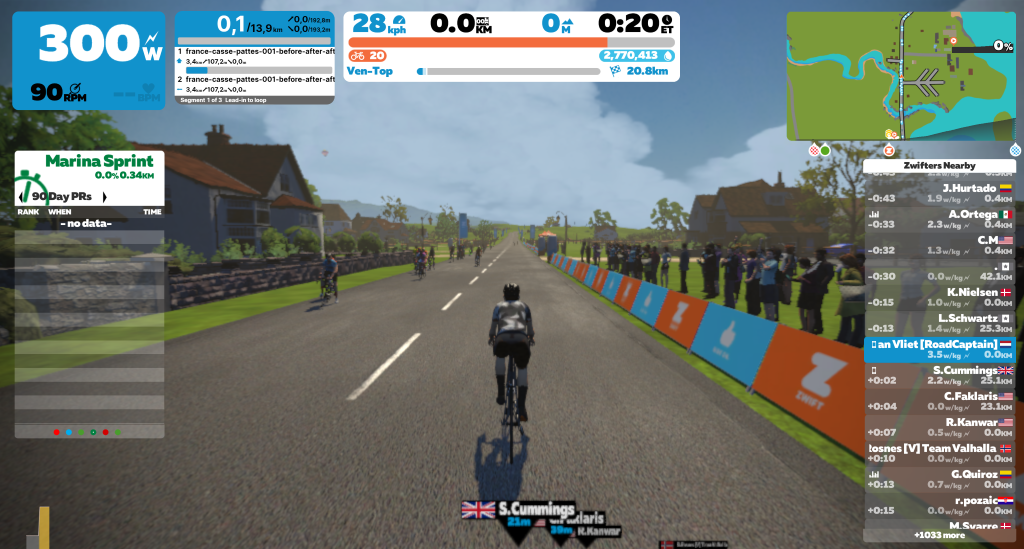 300 W
90 RPM
-- -- BPM
0,1 /13,9km
0,0/192,8m
0,0/193,2m
1 france-casse-pattes-001-before-after-aft
3,4km 107,2m 0,0m
2 france-casse-pattes-001-before-after-aft
3,4km 107,2m 0,0m
Segment 1 of 3 Lead-in to loop
28 kph 0.0 KM 0 M 0:20 ET
20 2,770,413
Ven-Top 20.8km
0%
Marina Sprint
0.0% 0.34KM
90 Day PRs
RANK WHEN TIME
- no data-
Zwifters Nearby
J.Hurtado
-0:43 1.9w/kg 0.4KM
A.Ortega
-0:33 2.3w/kg 0.4KM
C.M
-0:32 1.3w/kg 0.4KM
.
-0:30 0.0w/kg 42.1KM
K.Nielsen
-0:15 1.0w/kg 0.0KM
L.Schwartz
-0:13 1.4w/kg 25.3KM
an Vliet [RoadCaptain]
3.5w/kg 0.0KM
S.Cummings
+0:02 2.2w/kg 25.1KM
C.Faklaris
+0:04 0.0w/kg 23.1KM
R.Kanwar
+0:07 0.5w/kg 0.0KM
osnes [V] Team Valhalla
+0:10 0.0w/kg 0.0KM
G.Quiroz
+0:13 0.7w/kg 0.0KM
r.pozaic
+0:15 0.0w/kg 0.0KM
M.Svarre
+1033 more
ZWIFT
S.Cummings
21m
Faklaris
39m
R.Kanwar